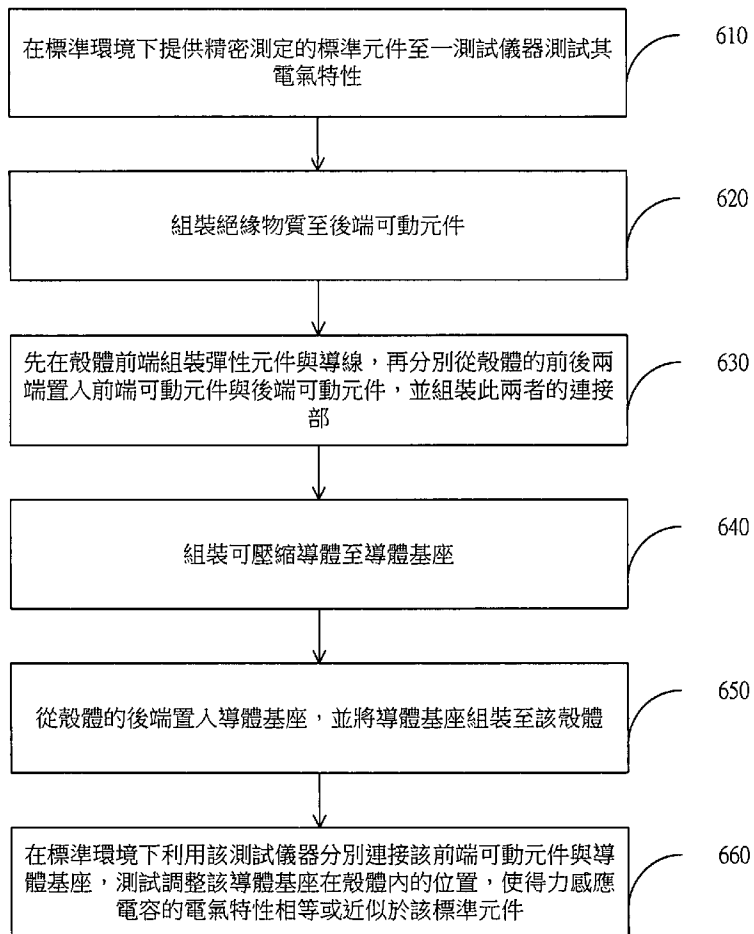 在標準環境下提供精密測定的標準元件至一測試儀器測試其
電氣特性
610
組裝絕緣物質至後端可動元件
620
先在殼體前端組裝彈性元件與導線，再分別從殼體的前後兩
端置入前端可動元件與後端可動元件，並組裝此兩者的連接
部
630
組裝可壓縮導體至導體基座
640
從殼體的後端置入導體基座，並將導體基座組裝至該殼體
650
在標準環境下利用該測試儀器分別連接該前端可動元件與導
體基座，測試調整該導體基座在殼體內的位置，使得力感應
電容的電氣特性相等或近似於該標準元件
660